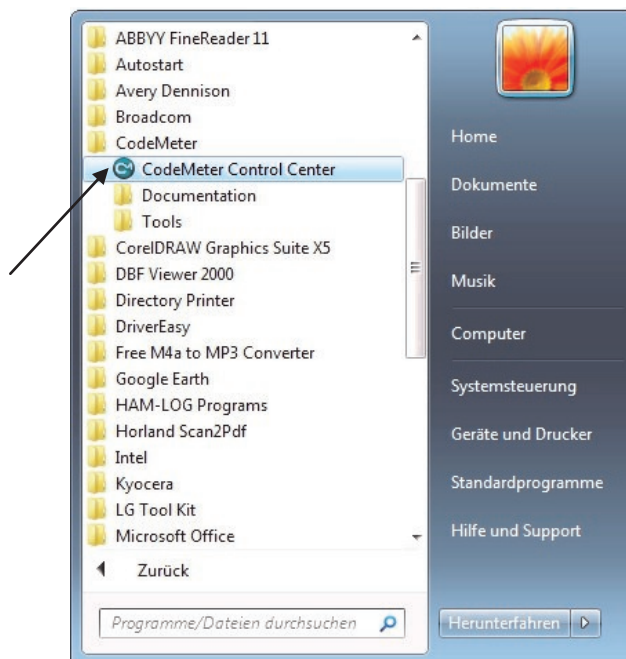 ABBYY FineReader 11
Autostart
Avery Dennison
Broadcom
CodeMeter
CodeMeter Control Center
Documentation
Tools
CorelDRAW Graphics Suite X5
DBF Viewer 2000
Directory Printer
DriverEasy
Free M4a to MP3 Converter
Google Earth
HAM-LOG Programs
Horland Scan2Pdf
Intel
Kyocera
LG Tool Kit
Microsoft Office
Zurück
Programme/Dateien durchsuchen
Home
Dokumente
Bilder
Musik
Computer
Systemsteuerung
Geräte und Drucker
Standardprogramme
Hilfe und Support
Herunterfahren